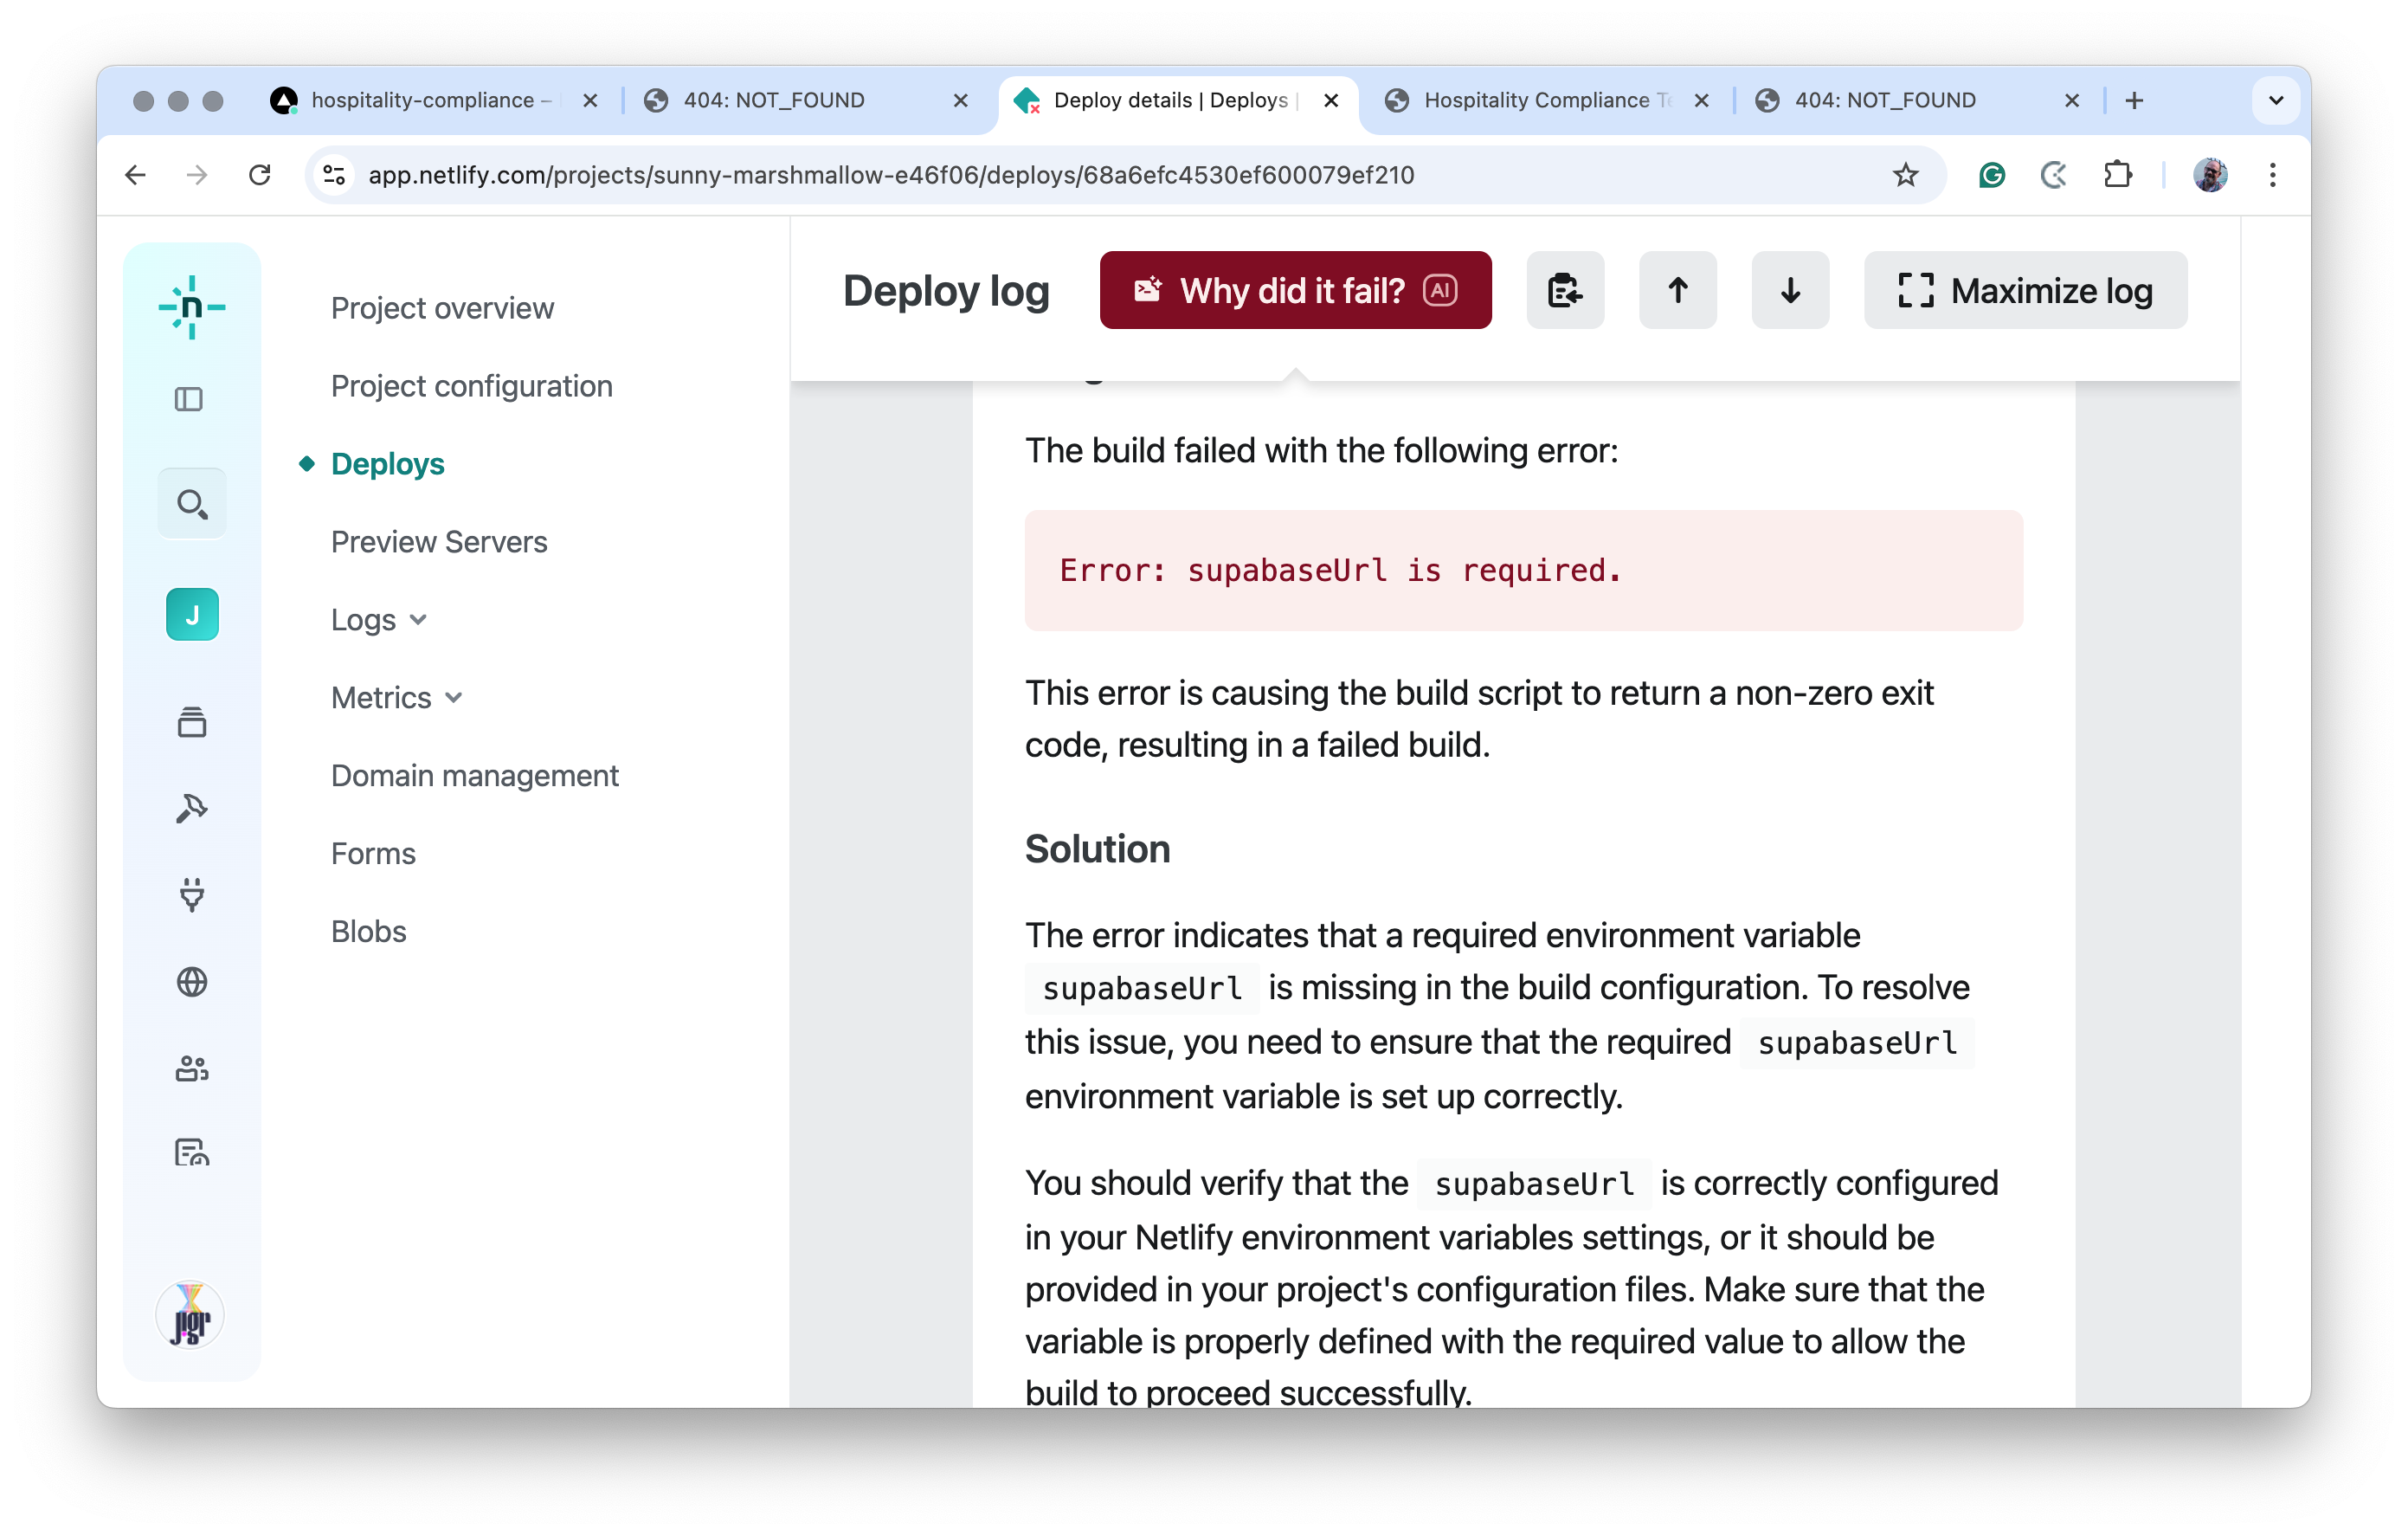 hospitality-compliance –
404: NOT_FOUND
Deploy details | Deploys |
Hospitality Compliance Te
404: NOT_FOUND
app.netlify.com/projects/sunny-marshmallow-e46f06/deploys/68a6efc4530ef600079ef210
n
J
jigr
Project overview
Project configuration
Deploys
Preview Servers
Logs
Metrics
Domain management
Forms
Blobs
Deploy log
Why did it fail? AI
Maximize log
The build failed with the following error:
Error: supabaseUrl is required.
This error is causing the build script to return a non-zero exit
code, resulting in a failed build.
Solution
The error indicates that a required environment variable
supabaseUrl is missing in the build configuration. To resolve
this issue, you need to ensure that the required supabaseUrl
environment variable is set up correctly.
You should verify that the supabaseUrl is correctly configured
in your Netlify environment variables settings, or it should be
provided in your project's configuration files. Make sure that the
variable is properly defined with the required value to allow the
build to proceed successfully.